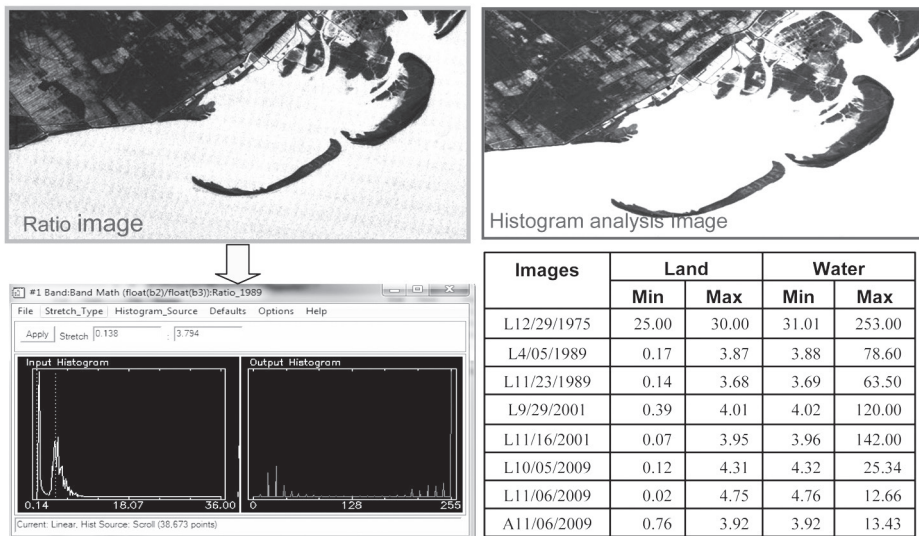 Ratio image
Histogram analysis image
#1 Band:Band Math (float(b2)/float(b3)):Ratio_1989
File Stretch_Type Histogram_Source Defaults Options Help
Apply Stretch 0.138 : 3.794
Input Histogram
Output Histogram
0.14 18.07 36.00
0 128 255
Current: Linear, Hist Source: Scroll (38.673 points)
Images Land Water
Min Max Min Max
L12/29/1975 25.00 30.00 31.01 253.00
L4/05/1989 0.17 3.87 3.88 78.60
L11/23/1989 0.14 3.68 3.69 63.50
L9/29/2001 0.39 4.01 4.02 120.00
L11/16/2001 0.07 3.95 3.96 142.00
L10/05/2009 0.12 4.31 4.32 25.34
L11/06/2009 0.02 4.75 4.76 12.66
A11/06/2009 0.76 3.92 3.92 13.43